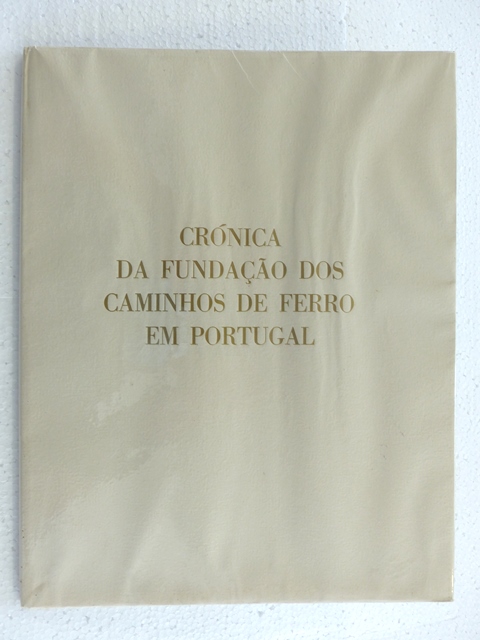 CRÓNICA
DA FUNDAÇÃO DOS
CAMINHOS DE FERRO
EM PORTUGAL